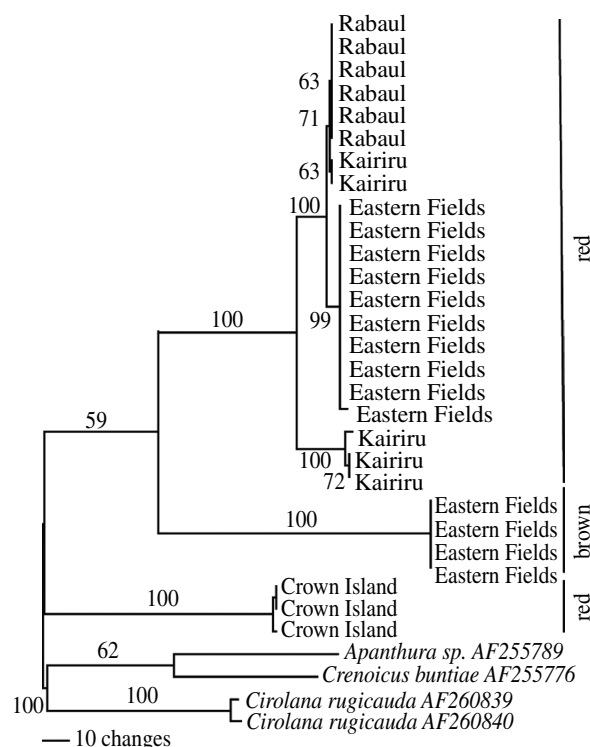 Rabaul
Rabaul
Rabaul
63
Rabaul
71
Rabaul
Rabaul
Kairiru
63
Kairiru
100
Eastern Fields
Eastern Fields
red
Eastern Fields
Eastern Fields
Eastern Fields
100
99
Eastern Fields
Eastern Fields
Eastern Fields
Eastern Fields
Eastern Fields
59
Kairiru
100
Kairiru
72
Kairiru
Eastern Fields
100
Eastern Fields
brown
Eastern Fields
Eastern Fields
Crown Island
100
Crown Island
red
Crown Island
62
Apanthura sp. AF255789
Crenoicus buntiae AF255776
100
100
Cirolana rugicauda AF260839
Cirolana rugicauda AF260840
10 changes